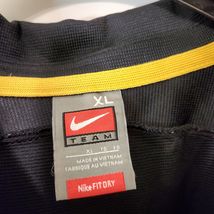 XL
TEAM
MADE IN VIETNAM
FABRIQUÉ AU VIETNAM
NIKE FIT DRY